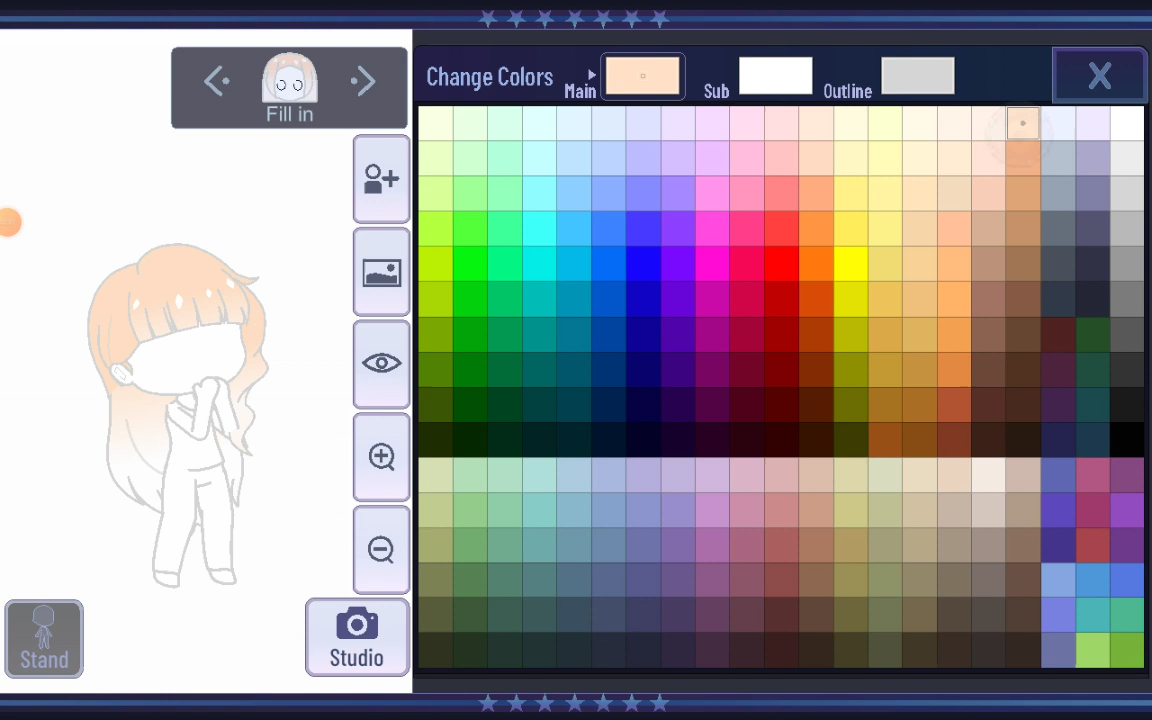 Change Colors
Main
Sub
Outline
Fill in
Studio
Stand